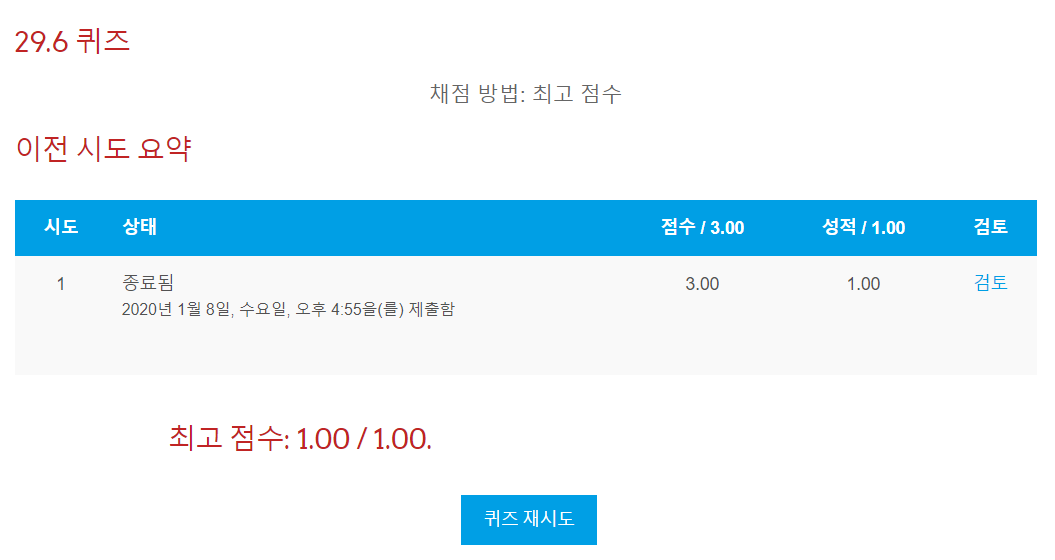 29.6 퀴즈
채점 방법: 최고 점수
이전 시도 요약
시도 상태 점수 / 3.00 성적 / 1.00 검토
1 종료됨 3.00 1.00 검토
2020년 1월 8일, 수요일, 오후 4:55을(를) 제출함
최고 점수: 1.00 / 1.00.
퀴즈 재시도